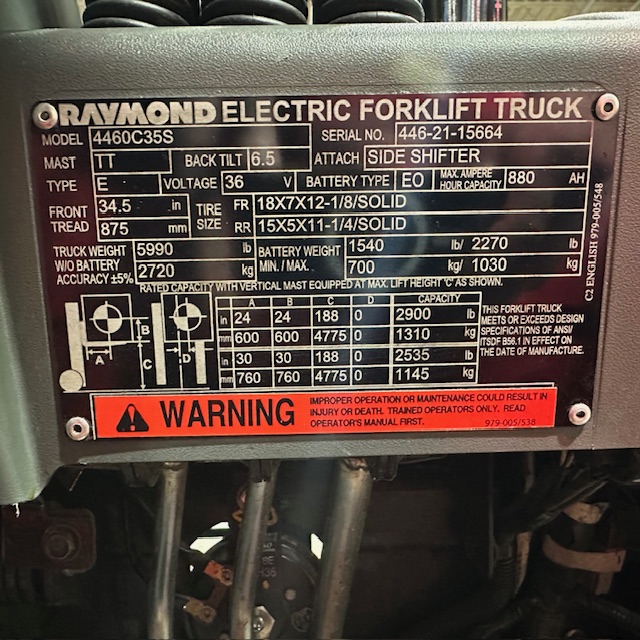 RAYMOND ELECTRIC FORKLIFT TRUCK
MODEL 4460C35S SERIAL NO. 446-21-15664
MAST TT BACK TILT 6.5 ATTACH SIDE SHIFTER
TYPE E VOLTAGE 36 V BATTERY TYPE EO MAX. AMPERE HOUR CAPACITY 880 AH
FRONT TREAD 34.5 in TIRE SIZE FR 18X7X12-1/8/SOLID
875 mm RR 15X5X11-1/4/SOLID
TRUCK WEIGHT 5990 lb BATTERY WEIGHT 1540 lb/ 2270 lb
W/O BATTERY 2720 kg MIN. / MAX. 700 kg/ 1030 kg
ACCURACY ±5%
RATED CAPACITY WITH VERTICAL MAST EQUIPPED AT MAX. LIFT HEIGHT 'C' AS SHOWN.
A B C D CAPACITY
in 24 24 188 0 2900 lb
mm 600 600 4775 0 1310 kg
in 30 30 188 0 2535 lb
mm 760 760 4775 0 1145 kg
A B C D
THIS FORKLIFT TRUCK
MEETS OR EXCEEDS DESIGN
SPECIFICATIONS OF ANSI/
ITSDF B56.1 IN EFFECT ON
THE DATE OF MANUFACTURE.
C2 ENGLISH 979-005/548
WARNING
IMPROPER OPERATION OR MAINTENANCE COULD RESULT IN
INJURY OR DEATH. TRAINED OPERATORS ONLY. READ
OPERATOR'S MANUAL FIRST. 979-005/538